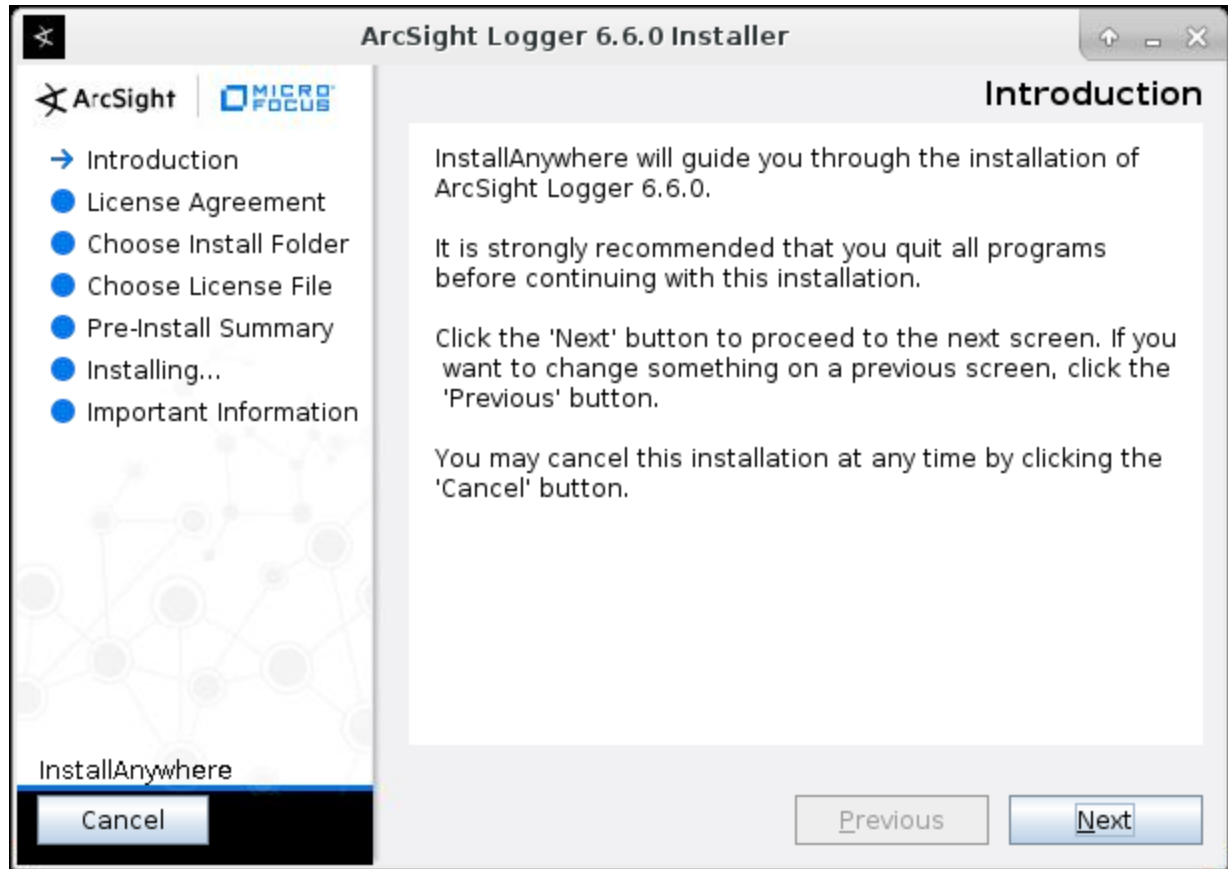 ArcSight Logger 6.6.0 Installer
ArcSight
MICRO
FOCUS
Introduction
Introduction
License Agreement
Choose Install Folder
Choose License File
Pre-Install Summary
Installing...
Important Information
InstallAnywhere will guide you through the installation of
ArcSight Logger 6.6.0.
It is strongly recommended that you quit all programs
before continuing with this installation.
Click the 'Next' button to proceed to the next screen. If you
want to change something on a previous screen, click the
'Previous' button.
You may cancel this installation at any time by clicking the
'Cancel' button.
InstallAnywhere
Cancel
Previous
Next